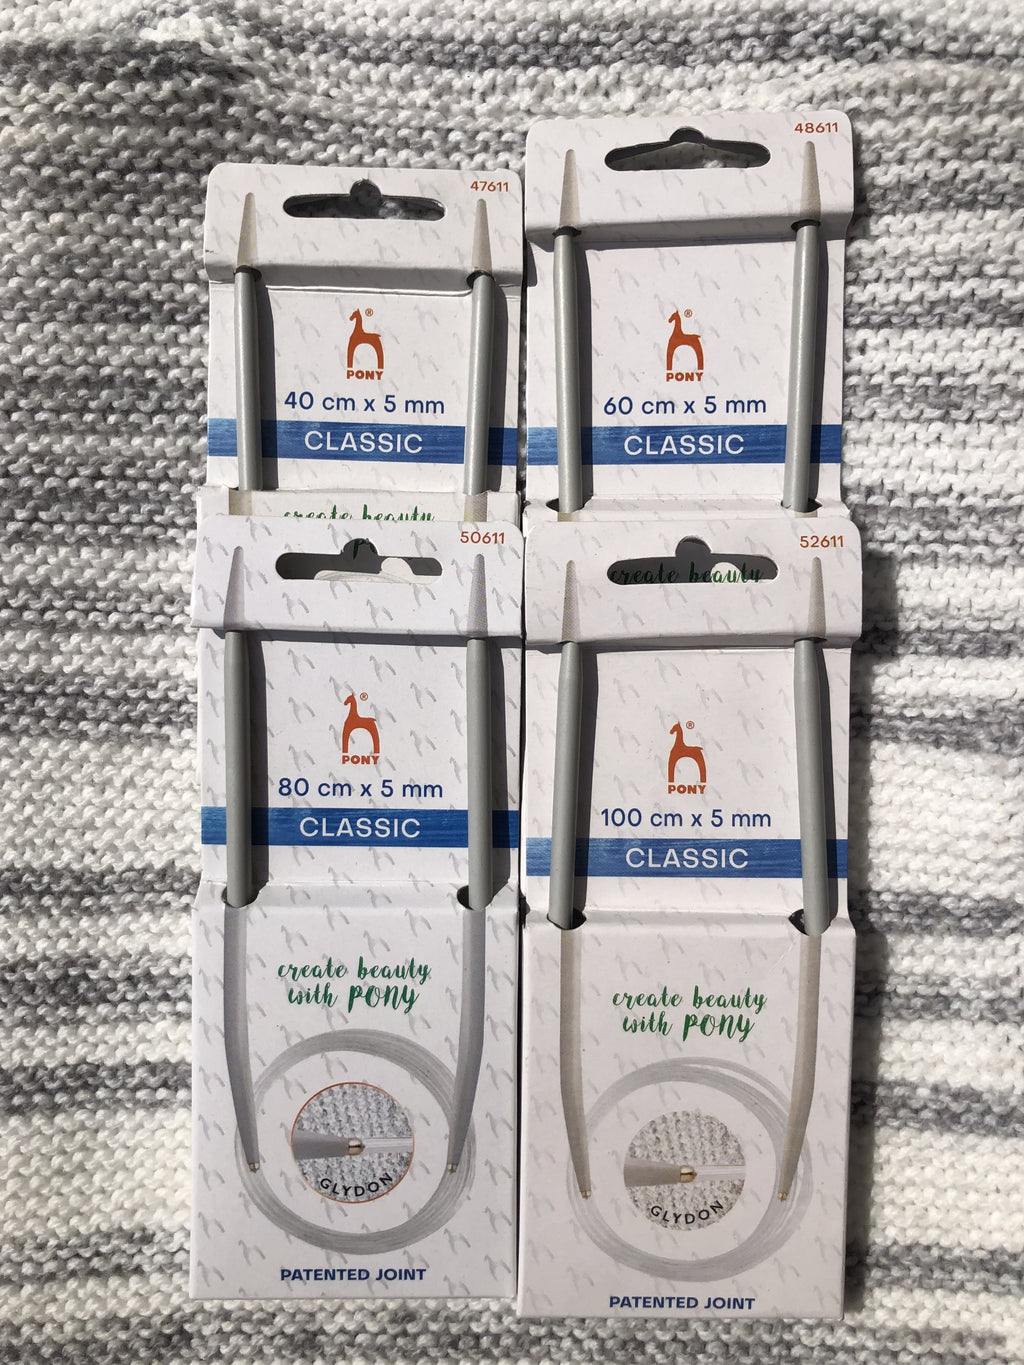 47611
®
PONY
40 cm x 5 mm
CLASSIC
create beauty
48611
®
PONY
60 cm x 5 mm
CLASSIC
50611
®
PONY
80 cm x 5 mm
CLASSIC
create beauty
with PONY
GLYDON
PATENTED JOINT
52611
create beauty
®
PONY
100 cm x 5 mm
CLASSIC
create beauty
with PONY
GLYDON
PATENTED JOINT